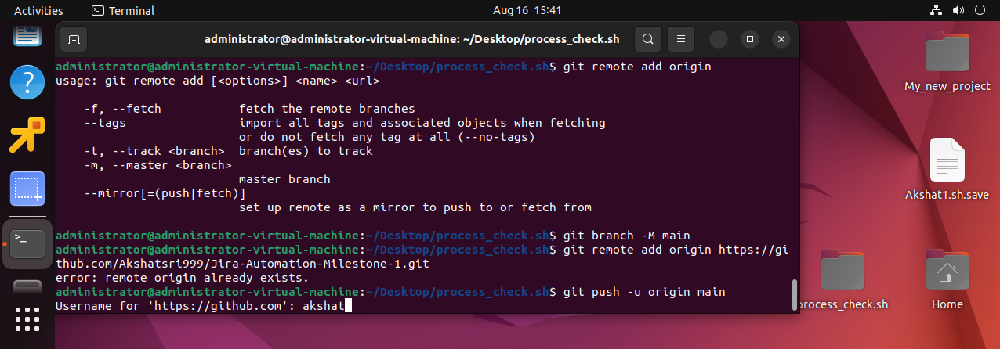 Activities
Terminal
Aug 16 15:41
administrator@administrator-virtual-machine: ~/Desktop/process_check.sh
administrator@administrator-virtual-machine:~/Desktop/process_check.sh$ git remote add origin
usage: git remote add [<options>] <name> <url>
-f, --fetch fetch the remote branches
--tags import all tags and associated objects when fetching
or do not fetch any tag at all (--no-tags)
-t, --track <branch> branch(es) to track
-m, --master <branch>
master branch
--mirror[=(push|fetch)]
set up remote as a mirror to push to or fetch from
administrator@administrator-virtual-machine:~/Desktop/process_check.sh$ git branch -M main
administrator@administrator-virtual-machine:~/Desktop/process_check.sh$ git remote add origin https://gi
thub.com/Akshatsri999/Jira-Automation-Milestone-1.git
error: remote origin already exists.
administrator@administrator-virtual-machine:~/Desktop/process_check.sh$ git push -u origin main
Username for 'https://github.com': akshat
My_new_project
Akshat1.sh.save
process_check.sh
Home